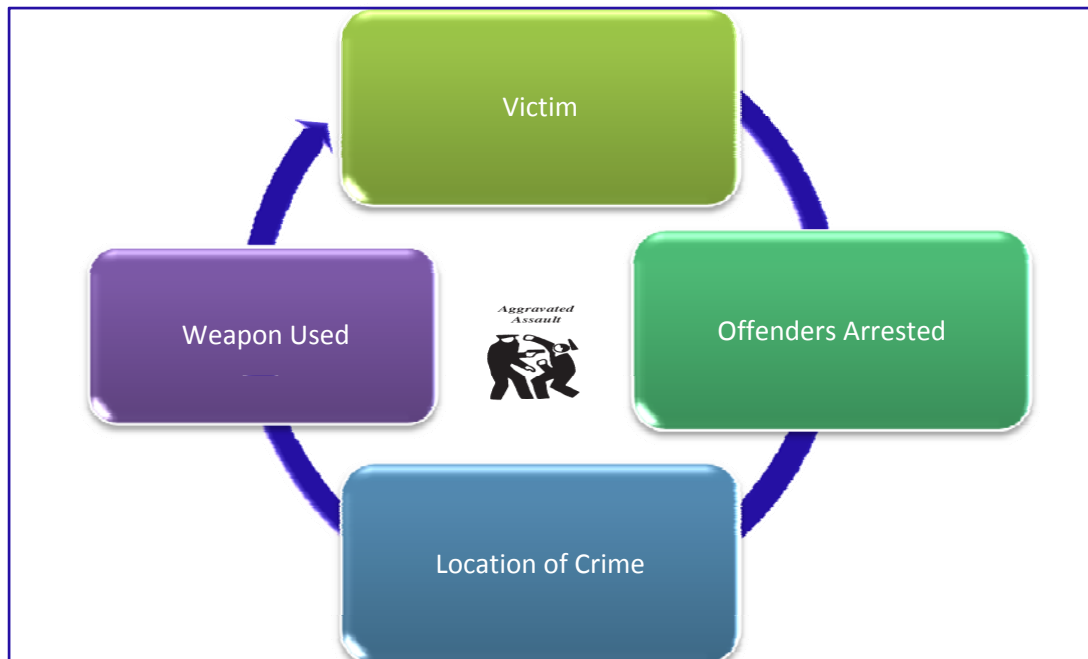 Victim
Aggravated
Assault
Weapon Used
Offenders Arrested
Location of Crime